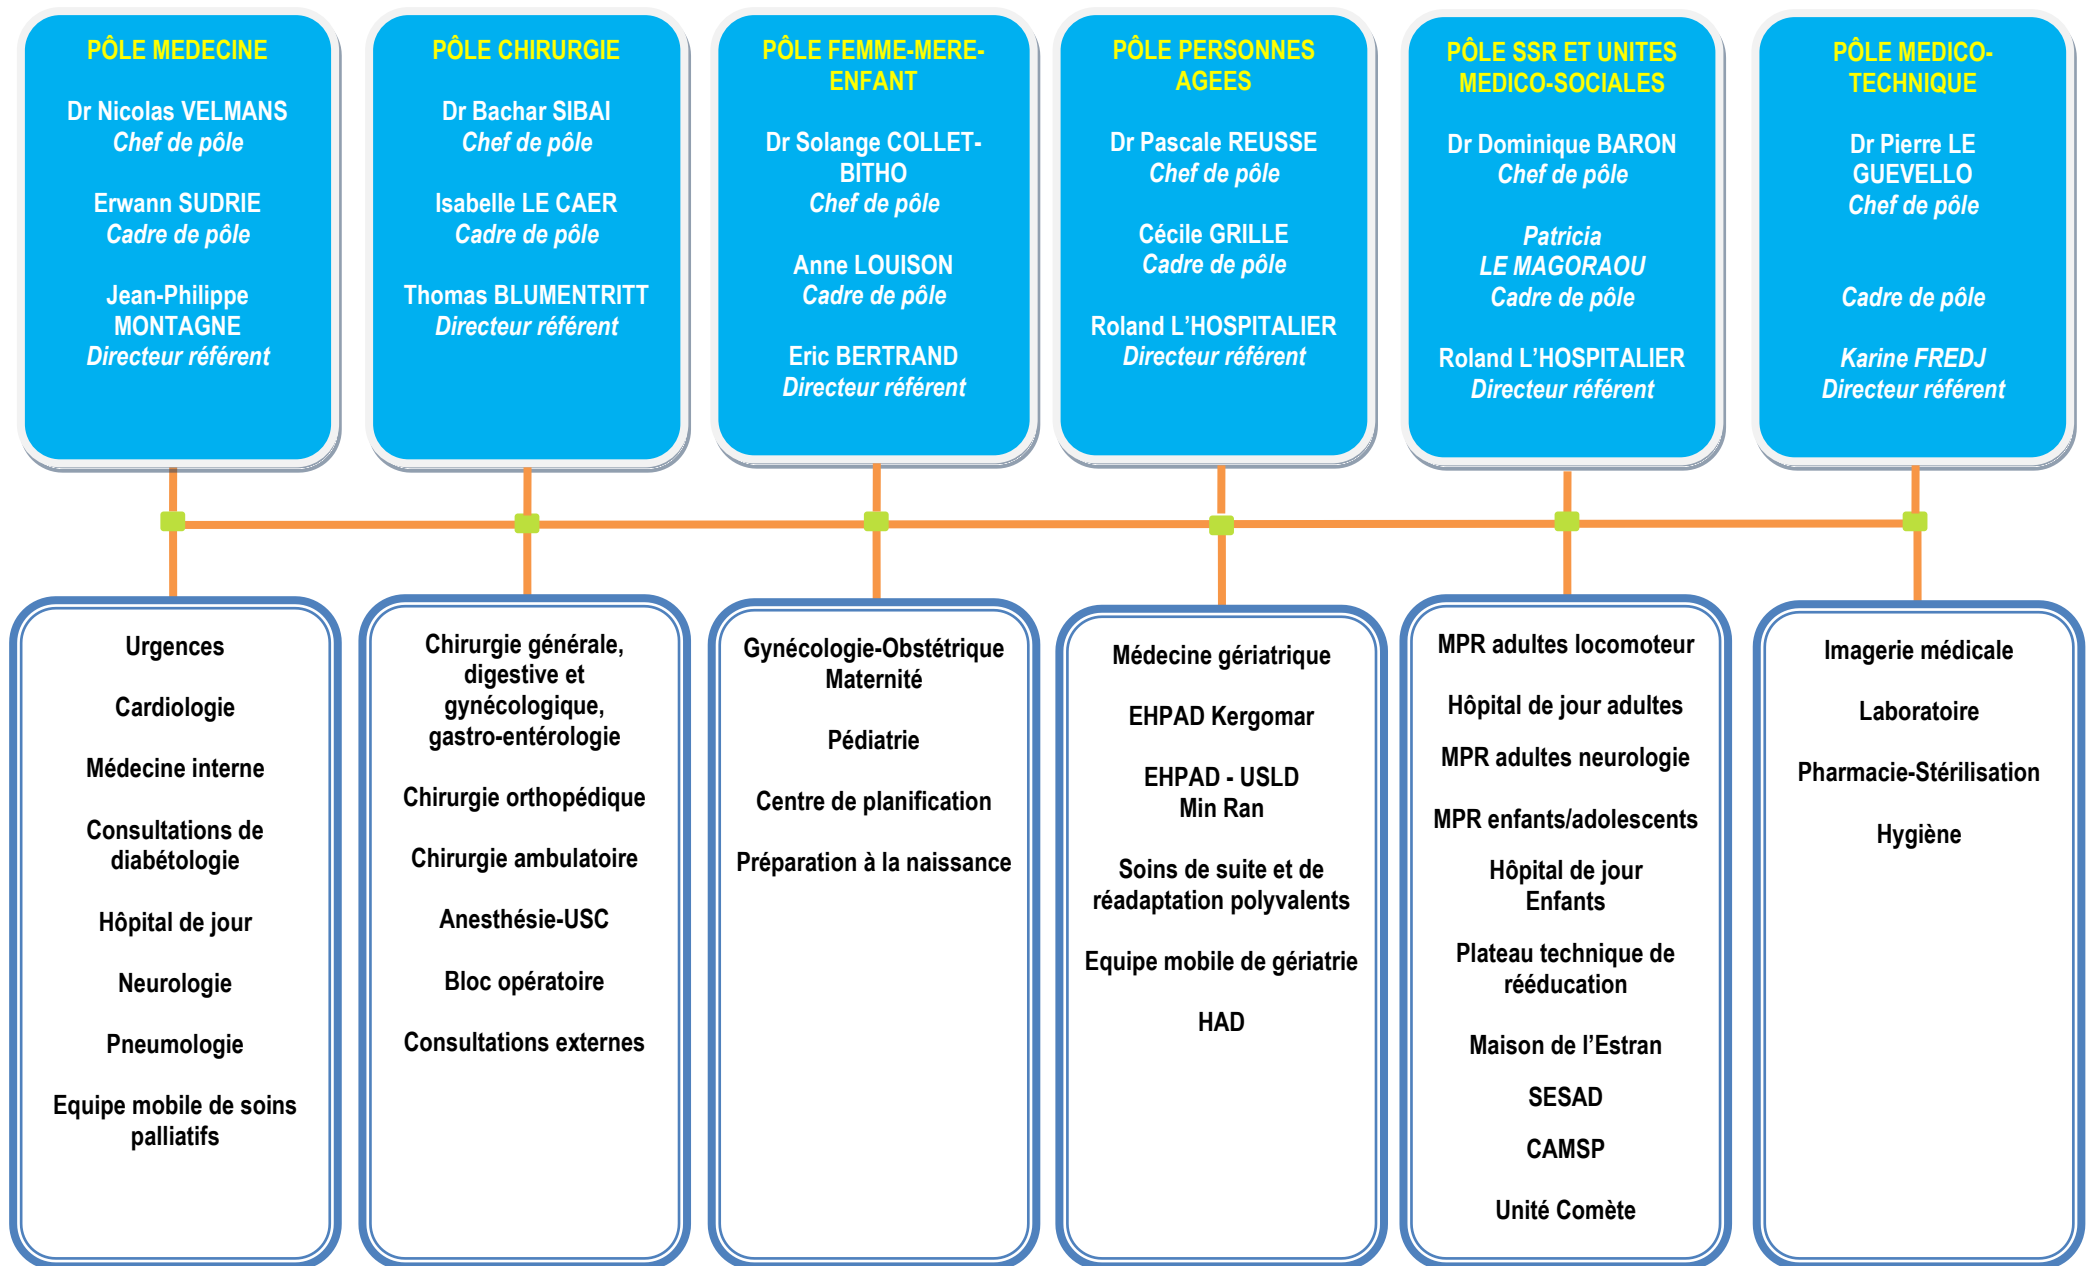 PÔLE MEDECINE
Dr Nicolas VELMANS
Chef de pôle
Erwann SUDRIE
Cadre de pôle
Jean-Philippe
MONTAGNE
Directeur référent
PÔLE CHIRURGIE
Dr Bachar SIBAI
Chef de pôle
Isabelle LE CAER
Cadre de pôle
Thomas BLUMENTRITT
Directeur référent
PÔLE FEMME-MERE-
ENFANT
Dr Solange COLLET-
BITHO
Chef de pôle
Anne LOUISON
Cadre de pôle
Eric BERTRAND
Directeur référent
PÔLE PERSONNES
AGEES
Dr Pascale REUSSE
Chef de pôle
Cécile GRILLE
Cadre de pôle
Roland L’HOSPITALIER
Directeur référent
PÔLE SSR ET UNITES
MEDICO-SOCIALES
Dr Dominique BARON
Chef de pôle
Patricia
LE MAGORAOU
Cadre de pôle
Roland L’HOSPITALIER
Directeur référent
PÔLE MEDICO-
TECHNIQUE
Dr Pierre LE
GUEVELLO
Chef de pôle
Cadre de pôle
Karine FREDJ
Directeur référent
Urgences
Cardiologie
Médecine interne
Consultations de
diabétologie
Hôpital de jour
Neurologie
Pneumologie
Equipe mobile de soins
palliatifs
Chirurgie générale,
digestive et
gynécologique,
gastro-entérologie
Chirurgie orthopédique
Chirurgie ambulatoire
Anesthésie-USC
Bloc opératoire
Consultations externes
Gynécologie-Obstétrique
Maternité
Pédiatrie
Centre de planification
Préparation à la naissance
Médecine gériatrique
EHPAD Kergomar
EHPAD - USLD
Min Ran
Soins de suite et de
réadaptation polyvalents
Equipe mobile de gériatrie
HAD
MPR adultes locomoteur
Hôpital de jour adultes
MPR adultes neurologie
MPR enfants/adolescents
Hôpital de jour
Enfants
Plateau technique de
rééducation
Maison de l’Estran
SESAD
CAMSP
Unité Comète
Imagerie médicale
Laboratoire
Pharmacie-Stérilisation
Hygiène